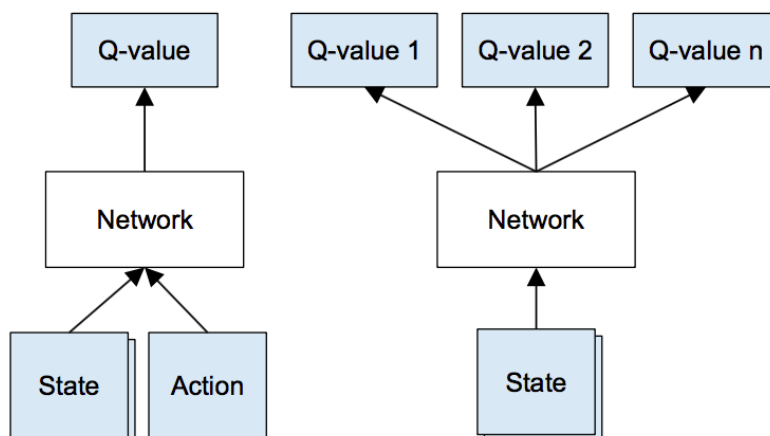 Q-value
Q-value 1
Q-value 2
Q-value n
Network
Network
State
Action
State